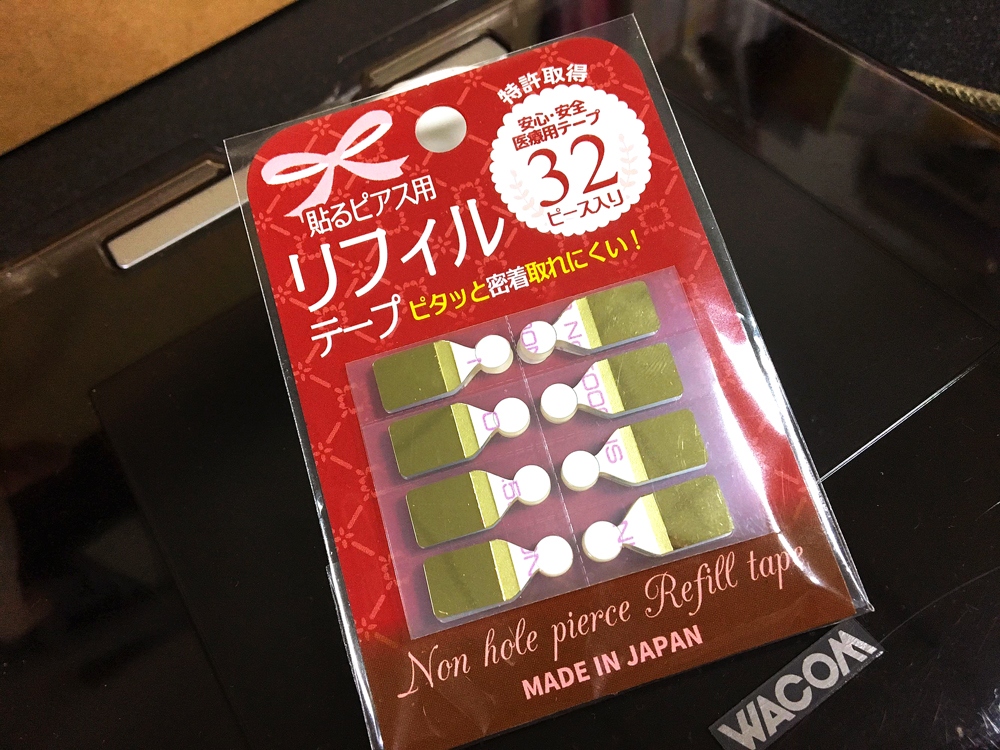 特許取得
安心・安全
医療用テープ
32
ピース入り
貼るピアス用
リフィル
テープ
ピタッと密着取れにくい!
Non hole pierce Refill tape
MADE IN JAPAN
WACOM